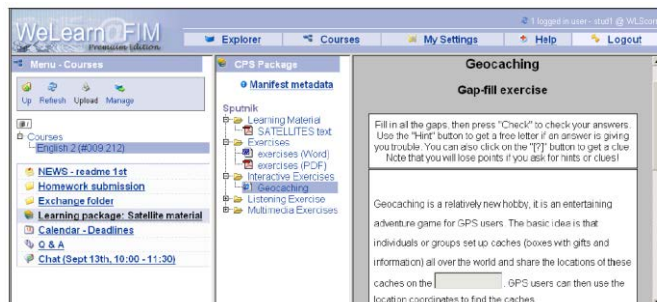 WeLearn@FIM
Premium Edition
1 logged in user - stud1 @ WLScorm
Explorer
Courses
My Settings
Help
Logout
Menu - Courses
Up Refresh Upload Manage
Courses
English 2 (#009.212)
NEWS - readme 1st
Homework submission
Exchange folder
Learning package: Satellite material
Calendar - Deadlines
Q & A
Chat (Sept 13th, 10:00 - 11:30)
CPS Package
Manifest metadata
Sputnik
Learning Material
SATELLITES text
Exercises
exercises (Word)
exercises (PDF)
Interactive Exercises
Geocaching
Listening Exercise
Multimedia Exercises
Geocaching
Gap-fill exercise
Fill in all the gaps, then press "Check" to check your answers.
Use the "Hint" button to get a free letter if an answer is giving
you trouble. You can also click on the "[?]" button to get a clue.
Note that you will lose points if you ask for hints or clues!
Geocaching is a relatively new hobby, it is an entertaining
adventure game for GPS users. The basic idea is that
individuals or groups set up caches (boxes with gifts and
information) all over the world and share the locations of these
caches on the . GPS users can then use the
location coordinates to find the caches.